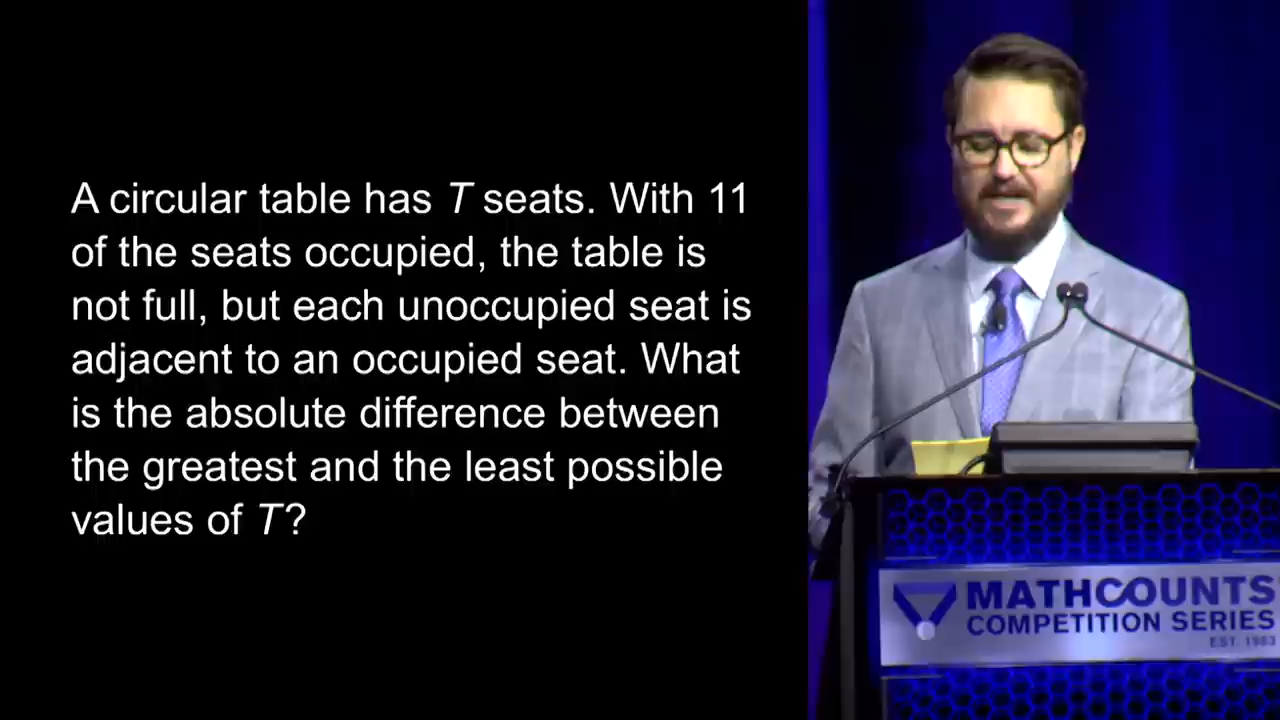 A circular table has T seats. With 11
of the seats occupied, the table is
not full, but each unoccupied seat is
adjacent to an occupied seat. What
is the absolute difference between
the greatest and the least possible
values of T?
MATHCOUNTS
COMPETITION SERIES
EST. 1983